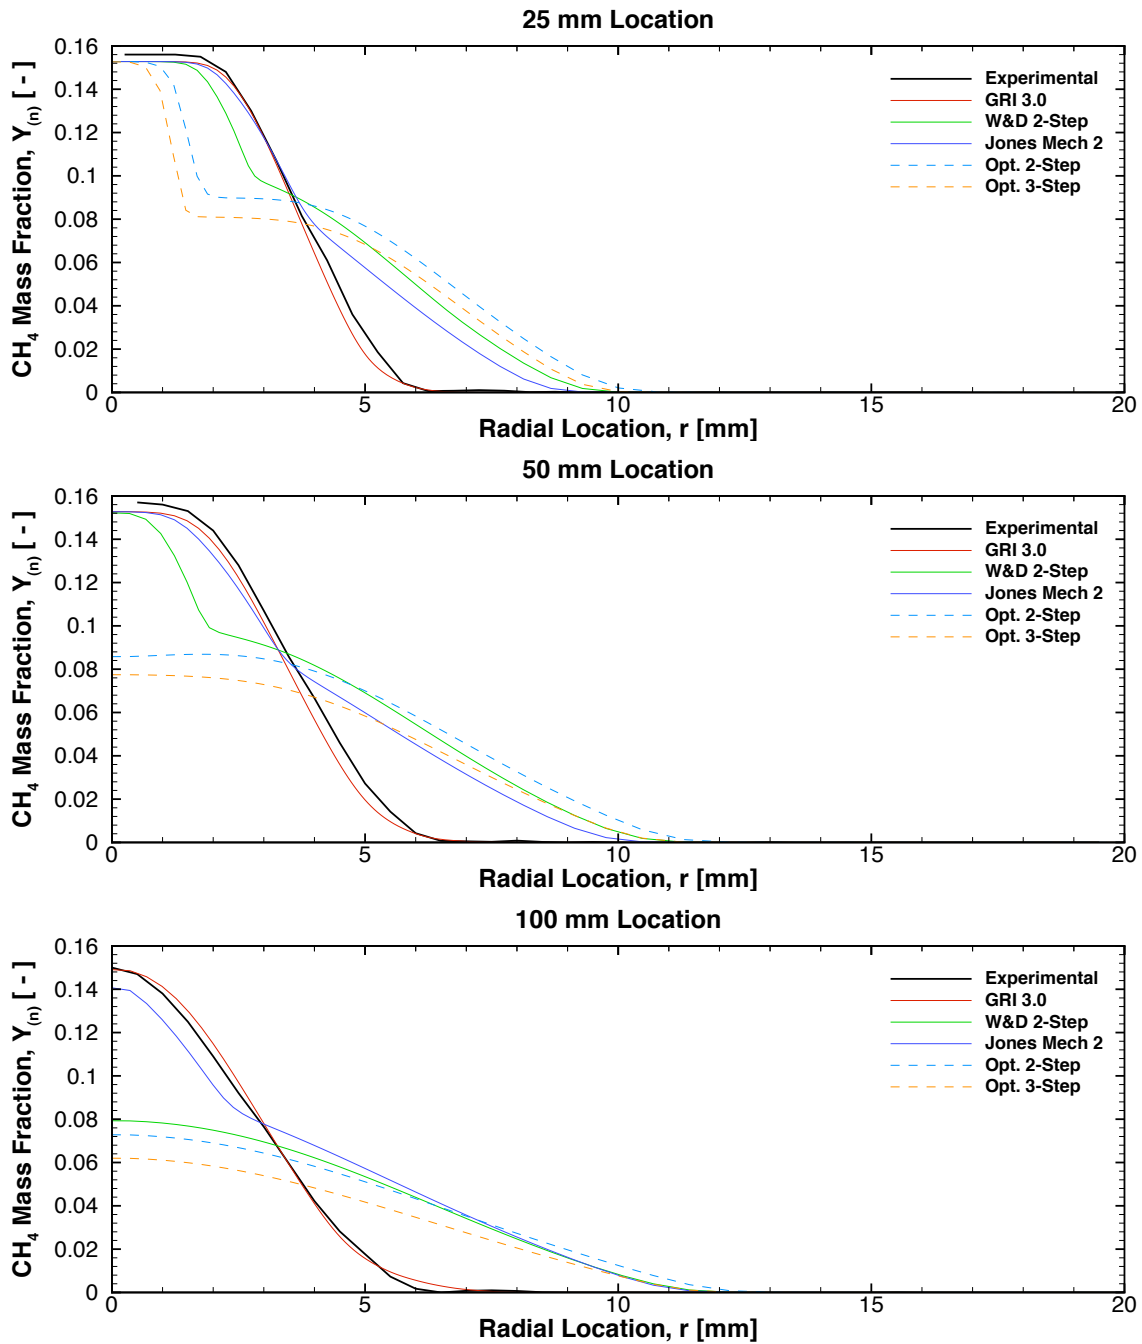 25 mm Location
CH4 Mass Fraction, Y(n) [ - ]
0.16
0.14
0.12
0.1
0.08
0.06
0.04
0.02
0
Experimental
GRI 3.0
W&D 2-Step
Jones Mech 2
Opt. 2-Step
Opt. 3-Step
0 5 10 15 20
Radial Location, r [mm]
50 mm Location
CH4 Mass Fraction, Y(n) [ - ]
0.16
0.14
0.12
0.1
0.08
0.06
0.04
0.02
0
Experimental
GRI 3.0
W&D 2-Step
Jones Mech 2
Opt. 2-Step
Opt. 3-Step
0 5 10 15 20
Radial Location, r [mm]
100 mm Location
CH4 Mass Fraction, Y(n) [ - ]
0.16
0.14
0.12
0.1
0.08
0.06
0.04
0.02
0
Experimental
GRI 3.0
W&D 2-Step
Jones Mech 2
Opt. 2-Step
Opt. 3-Step
0 5 10 15 20
Radial Location, r [mm]